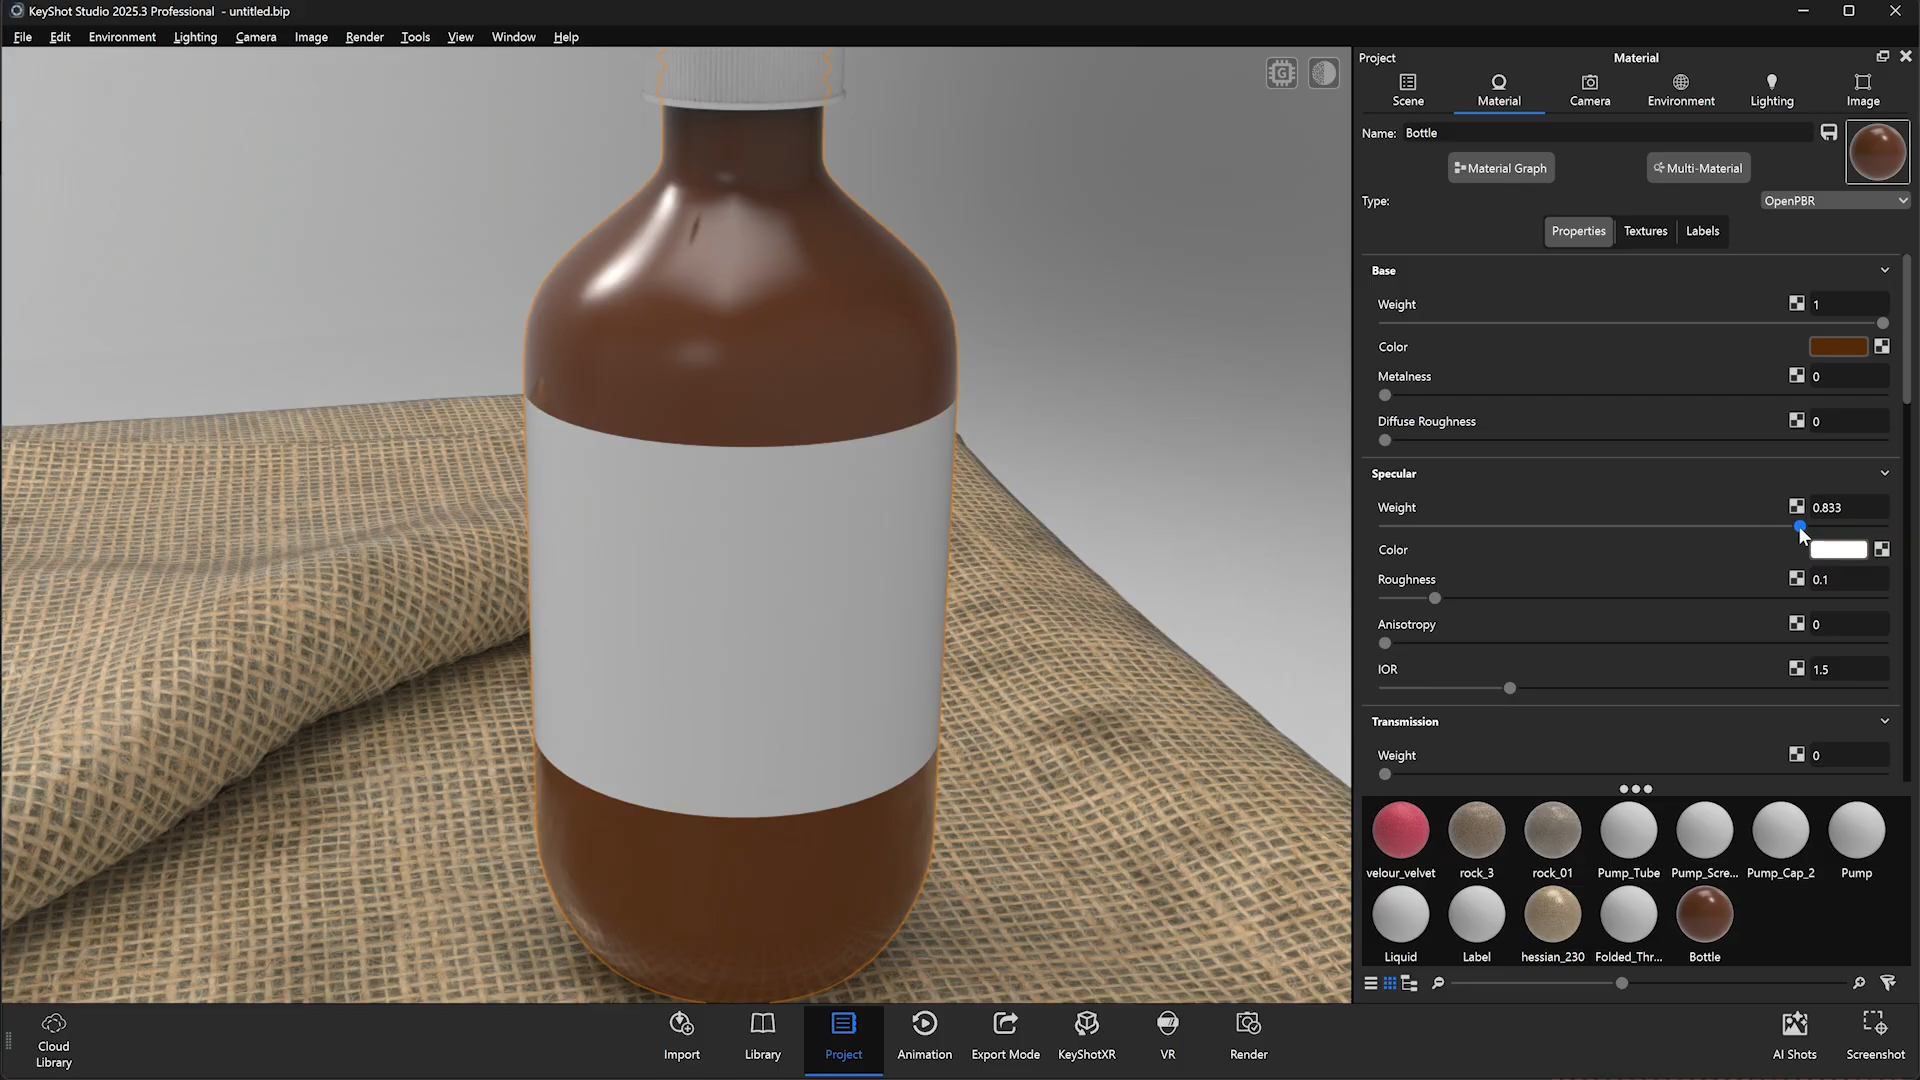 KeyShot Studio 2025.3 Professional - untitled.bip
File Edit Environment Lighting Camera Image Render Tools View Window Help
Project Material
Scene Material Camera Environment Lighting Image
Name: Bottle
Material Graph Multi-Material
Type: OpenPBR
Properties Textures Labels
Base
Weight 1
Color
Metalness 0
Diffuse Roughness 0
Specular
Weight 0.833
Color
Roughness 0.1
Anisotropy 0
IOR 1.5
Transmission
Weight 0
velour_velvet rock_3 rock_01 Pump_Tube Pump_Scre... Pump_Cap_2 Pump
Liquid Label hessian_230 Folded_Thr... Bottle
Cloud Library
Import Library Project Animation Export Mode KeyShotXR VR Render
AI Shots Screenshot